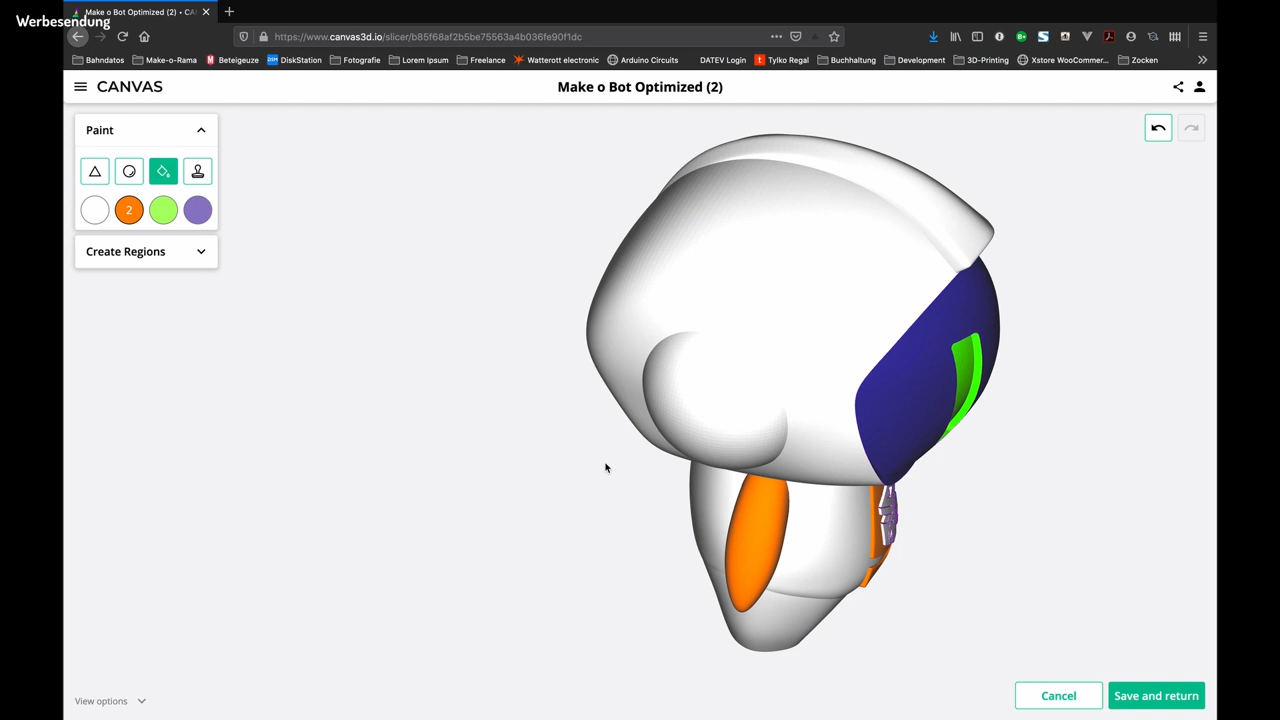 Make o Bot Optimized (2) • CA
Werbesendung
https://www.canvas3d.io/slicer/b85f68af2b5be75563a4b036fe90f1dc
Bahndatos Make-o-Rama Beteigeuze DiskStation Fotografie Lorem Ipsum Freelance Watterott electronic Arduino Circuits DATEV Login Tylko Regal Buchhaltung Development 3D-Printing Xstore WooCommer... Zocken
CANVAS
Make o Bot Optimized (2)
Paint
2
Create Regions
View options
Cancel
Save and return